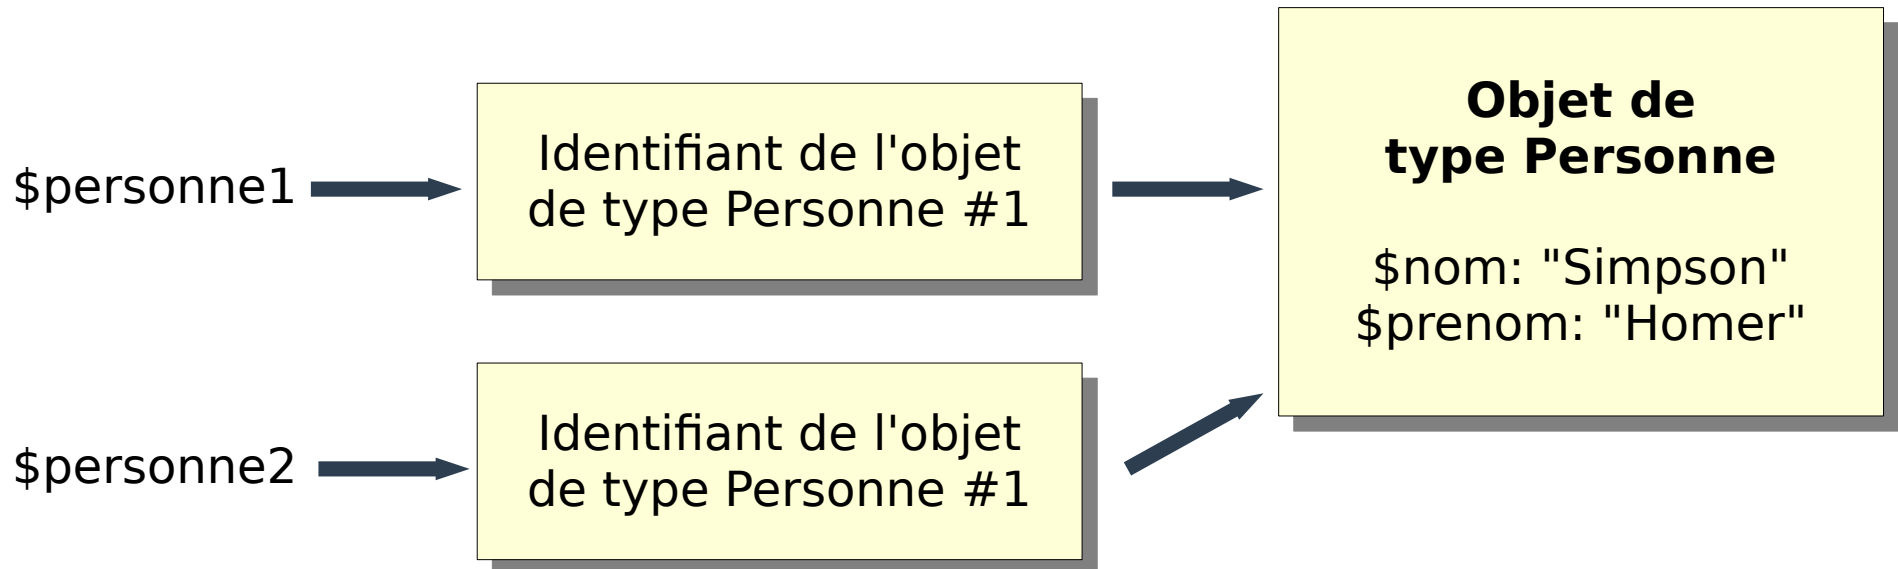 $personne1
Identifiant de l'objet
de type Personne #1
Objet de
type Personne
$nom: "Simpson"
$prenom: "Homer"
$personne2
Identifiant de l'objet
de type Personne #1